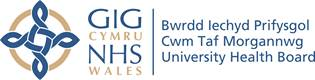 GIG
CYMRU
NHS
WALES
Bwrdd Iechyd Prifysgol
Cwm Taf Morgannwg
University Health Board